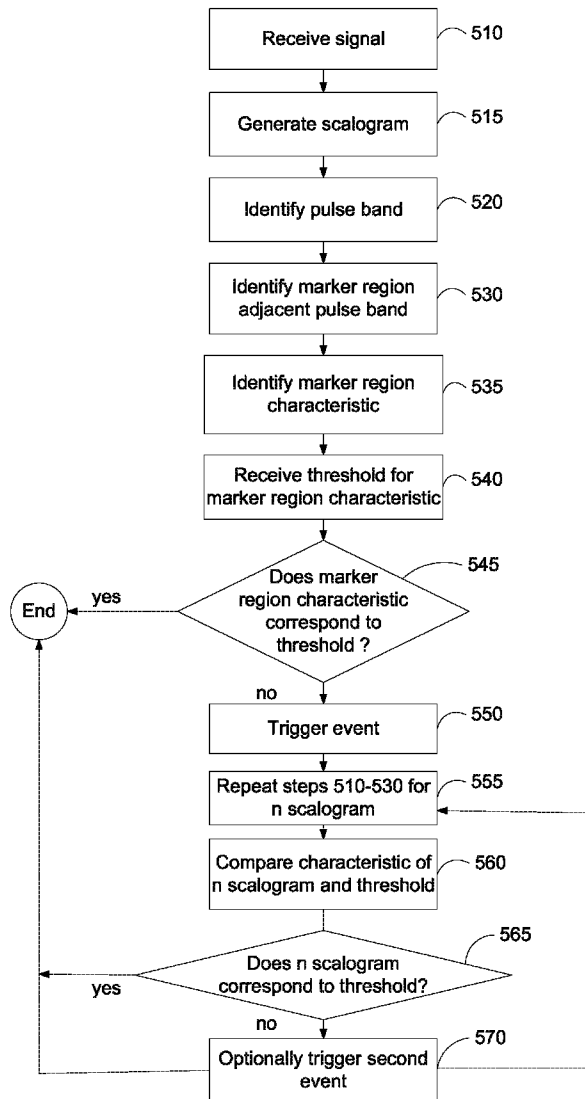 Receive signal
510
Generate scalogram
515
Identify pulse band
520
Identify marker region
adjacent pulse band
530
Identify marker region
characteristic
535
Receive threshold for
marker region characteristic
540
545
Does marker
region characteristic
correspond to
threshold ?
yes
End
no
Trigger event
550
Repeat steps 510-530 for
n scalogram
555
Compare characteristic of
n scalogram and threshold
560
565
Does n scalogram
correspond to threshold?
yes
no
Optionally trigger second
event
570